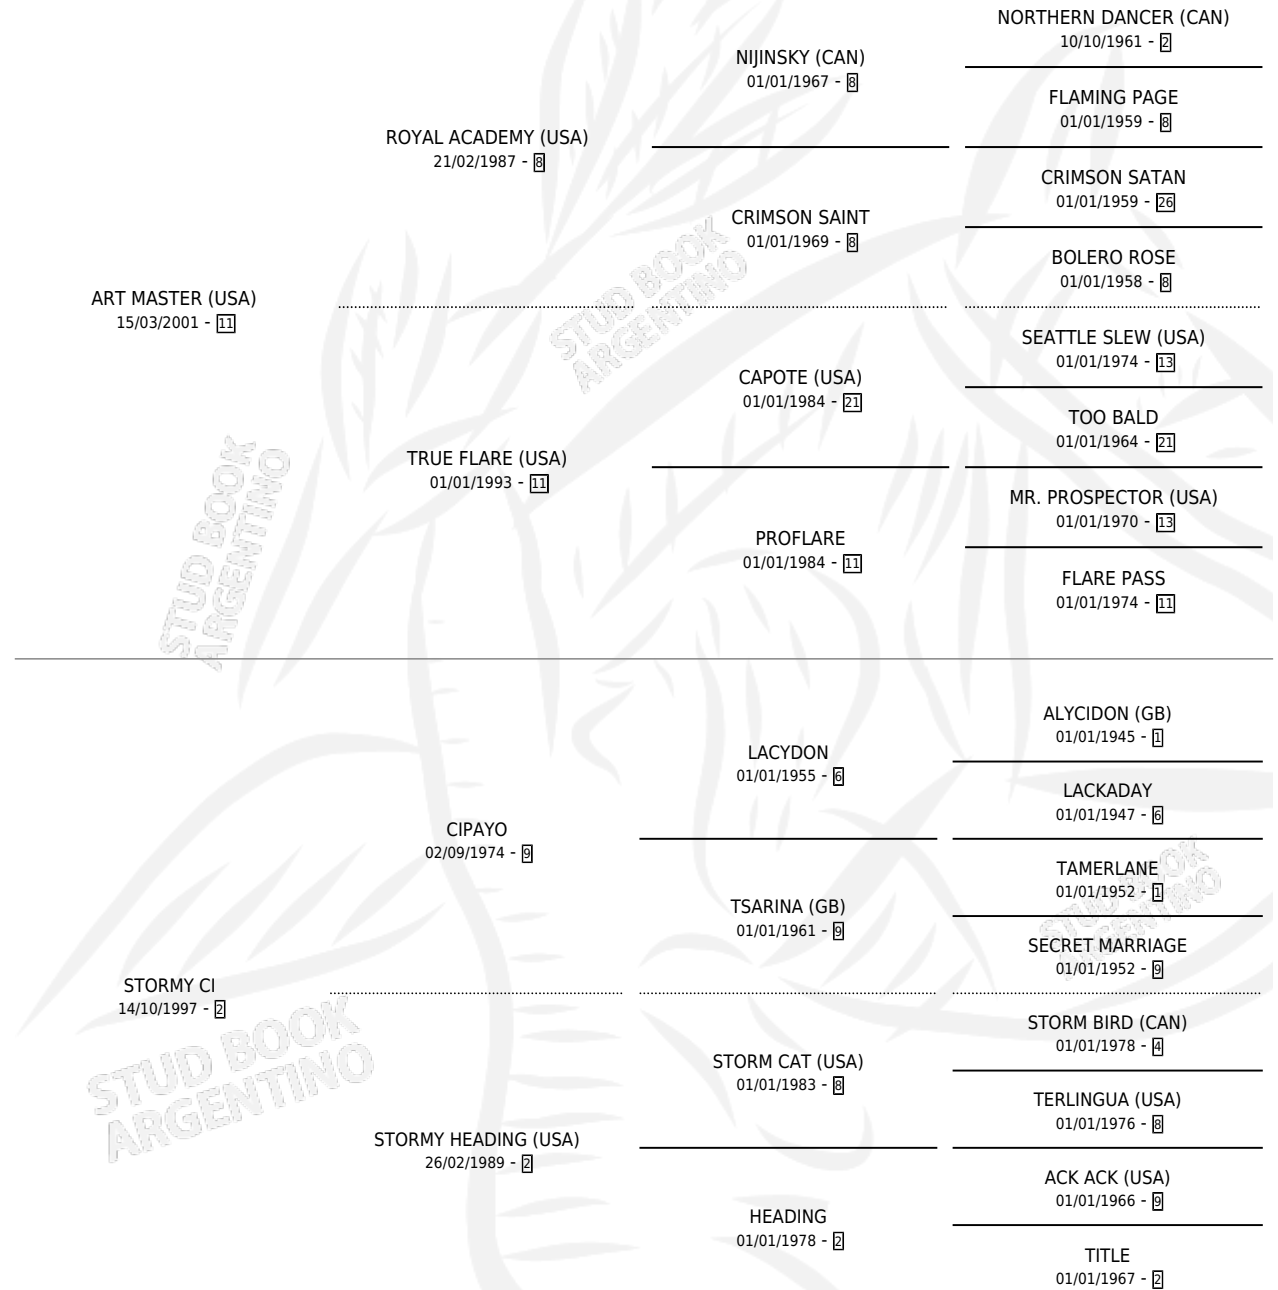 NORTHERN DANCER (CAN)
10/10/1961 - 2
NIJINSKY (CAN)
01/01/1967 - 8
FLAMING PAGE
01/01/1959 - 8
ROYAL ACADEMY (USA)
21/02/1987 - 8
CRIMSON SATAN
01/01/1959 - 26
CRIMSON SAINT
01/01/1969 - 8
BOLERO ROSE
01/01/1958 - 8
ART MASTER (USA)
15/03/2001 - 11
SEATTLE SLEW (USA)
01/01/1974 - 13
CAPOTE (USA)
01/01/1984 - 21
TOO BALD
01/01/1964 - 21
TRUE FLARE (USA)
01/01/1993 - 11
MR. PROSPECTOR (USA)
01/01/1970 - 13
PROFLARE
01/01/1984 - 11
FLARE PASS
01/01/1974 - 11
ALYCIDON (GB)
01/01/1945 - 1
LACYDON
01/01/1955 - 6
LACKADAY
01/01/1947 - 6
CIPAYO
02/09/1974 - 9
TAMERLANE
01/01/1952 - 1
TSARINA (GB)
01/01/1961 - 9
SECRET MARRIAGE
01/01/1952 - 9
STORMY CI
14/10/1997 - 2
STORM BIRD (CAN)
01/01/1978 - 4
STORM CAT (USA)
01/01/1983 - 8
TERLINGUA (USA)
01/01/1976 - 8
STORMY HEADING (USA)
26/02/1989 - 2
ACK ACK (USA)
01/01/1966 - 9
HEADING
01/01/1978 - 2
TITLE
01/01/1967 - 2
STUD BOOK
ARGENTINO
STUD BOOK
ARGENTINO
STUD BOOK
ARGENTINO
STUD BOOK
ARGENTINO